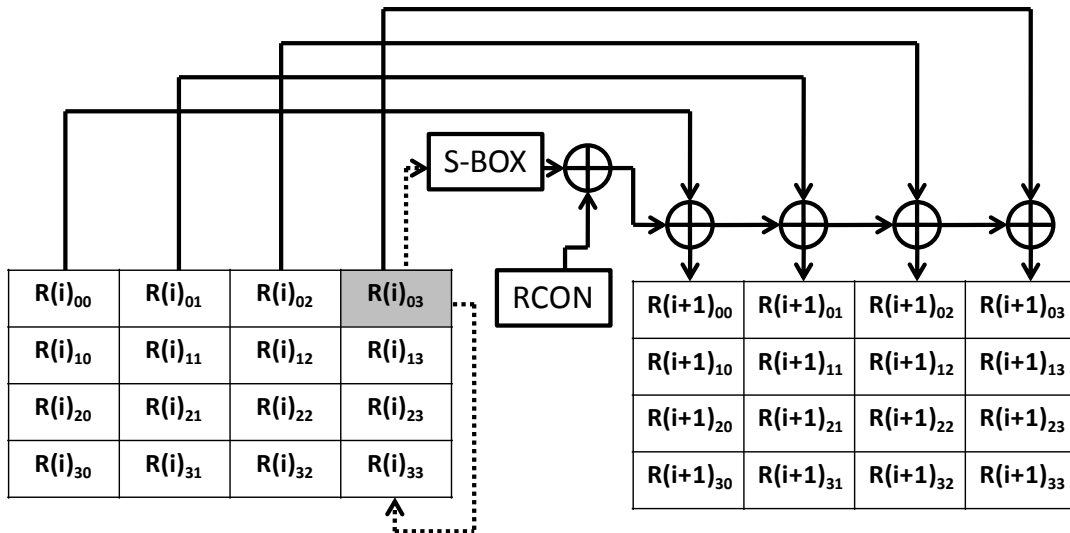 S-BOX
RCON
R(i)₀₀ R(i)₀₁ R(i)₀₂ R(i)₀₃
R(i)₁₀ R(i)₁₁ R(i)₁₂ R(i)₁₃
R(i)₂₀ R(i)₂₁ R(i)₂₂ R(i)₂₃
R(i)₃₀ R(i)₃₁ R(i)₃₂ R(i)₃₃
R(i+1)₀₀ R(i+1)₀₁ R(i+1)₀₂ R(i+1)₀₃
R(i+1)₁₀ R(i+1)₁₁ R(i+1)₁₂ R(i+1)₁₃
R(i+1)₂₀ R(i+1)₂₁ R(i+1)₂₂ R(i+1)₂₃
R(i+1)₃₀ R(i+1)₃₁ R(i+1)₃₂ R(i+1)₃₃